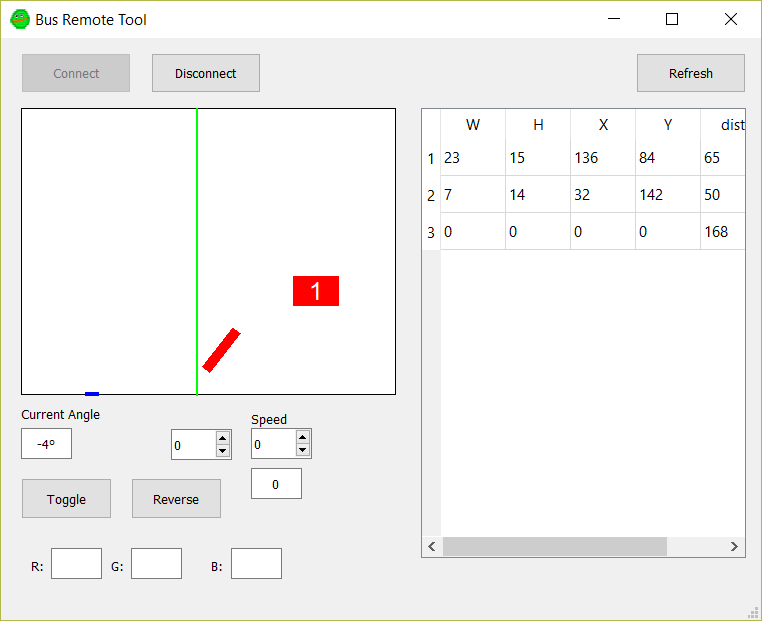 Bus Remote Tool
Connect Disconnect Refresh
W H X Y dist
1 23 15 136 84 65
2 7 14 32 142 50
3 0 0 0 0 168
1
Current Angle Speed
-4° 0 0
0
Toggle Reverse
R: G: B: